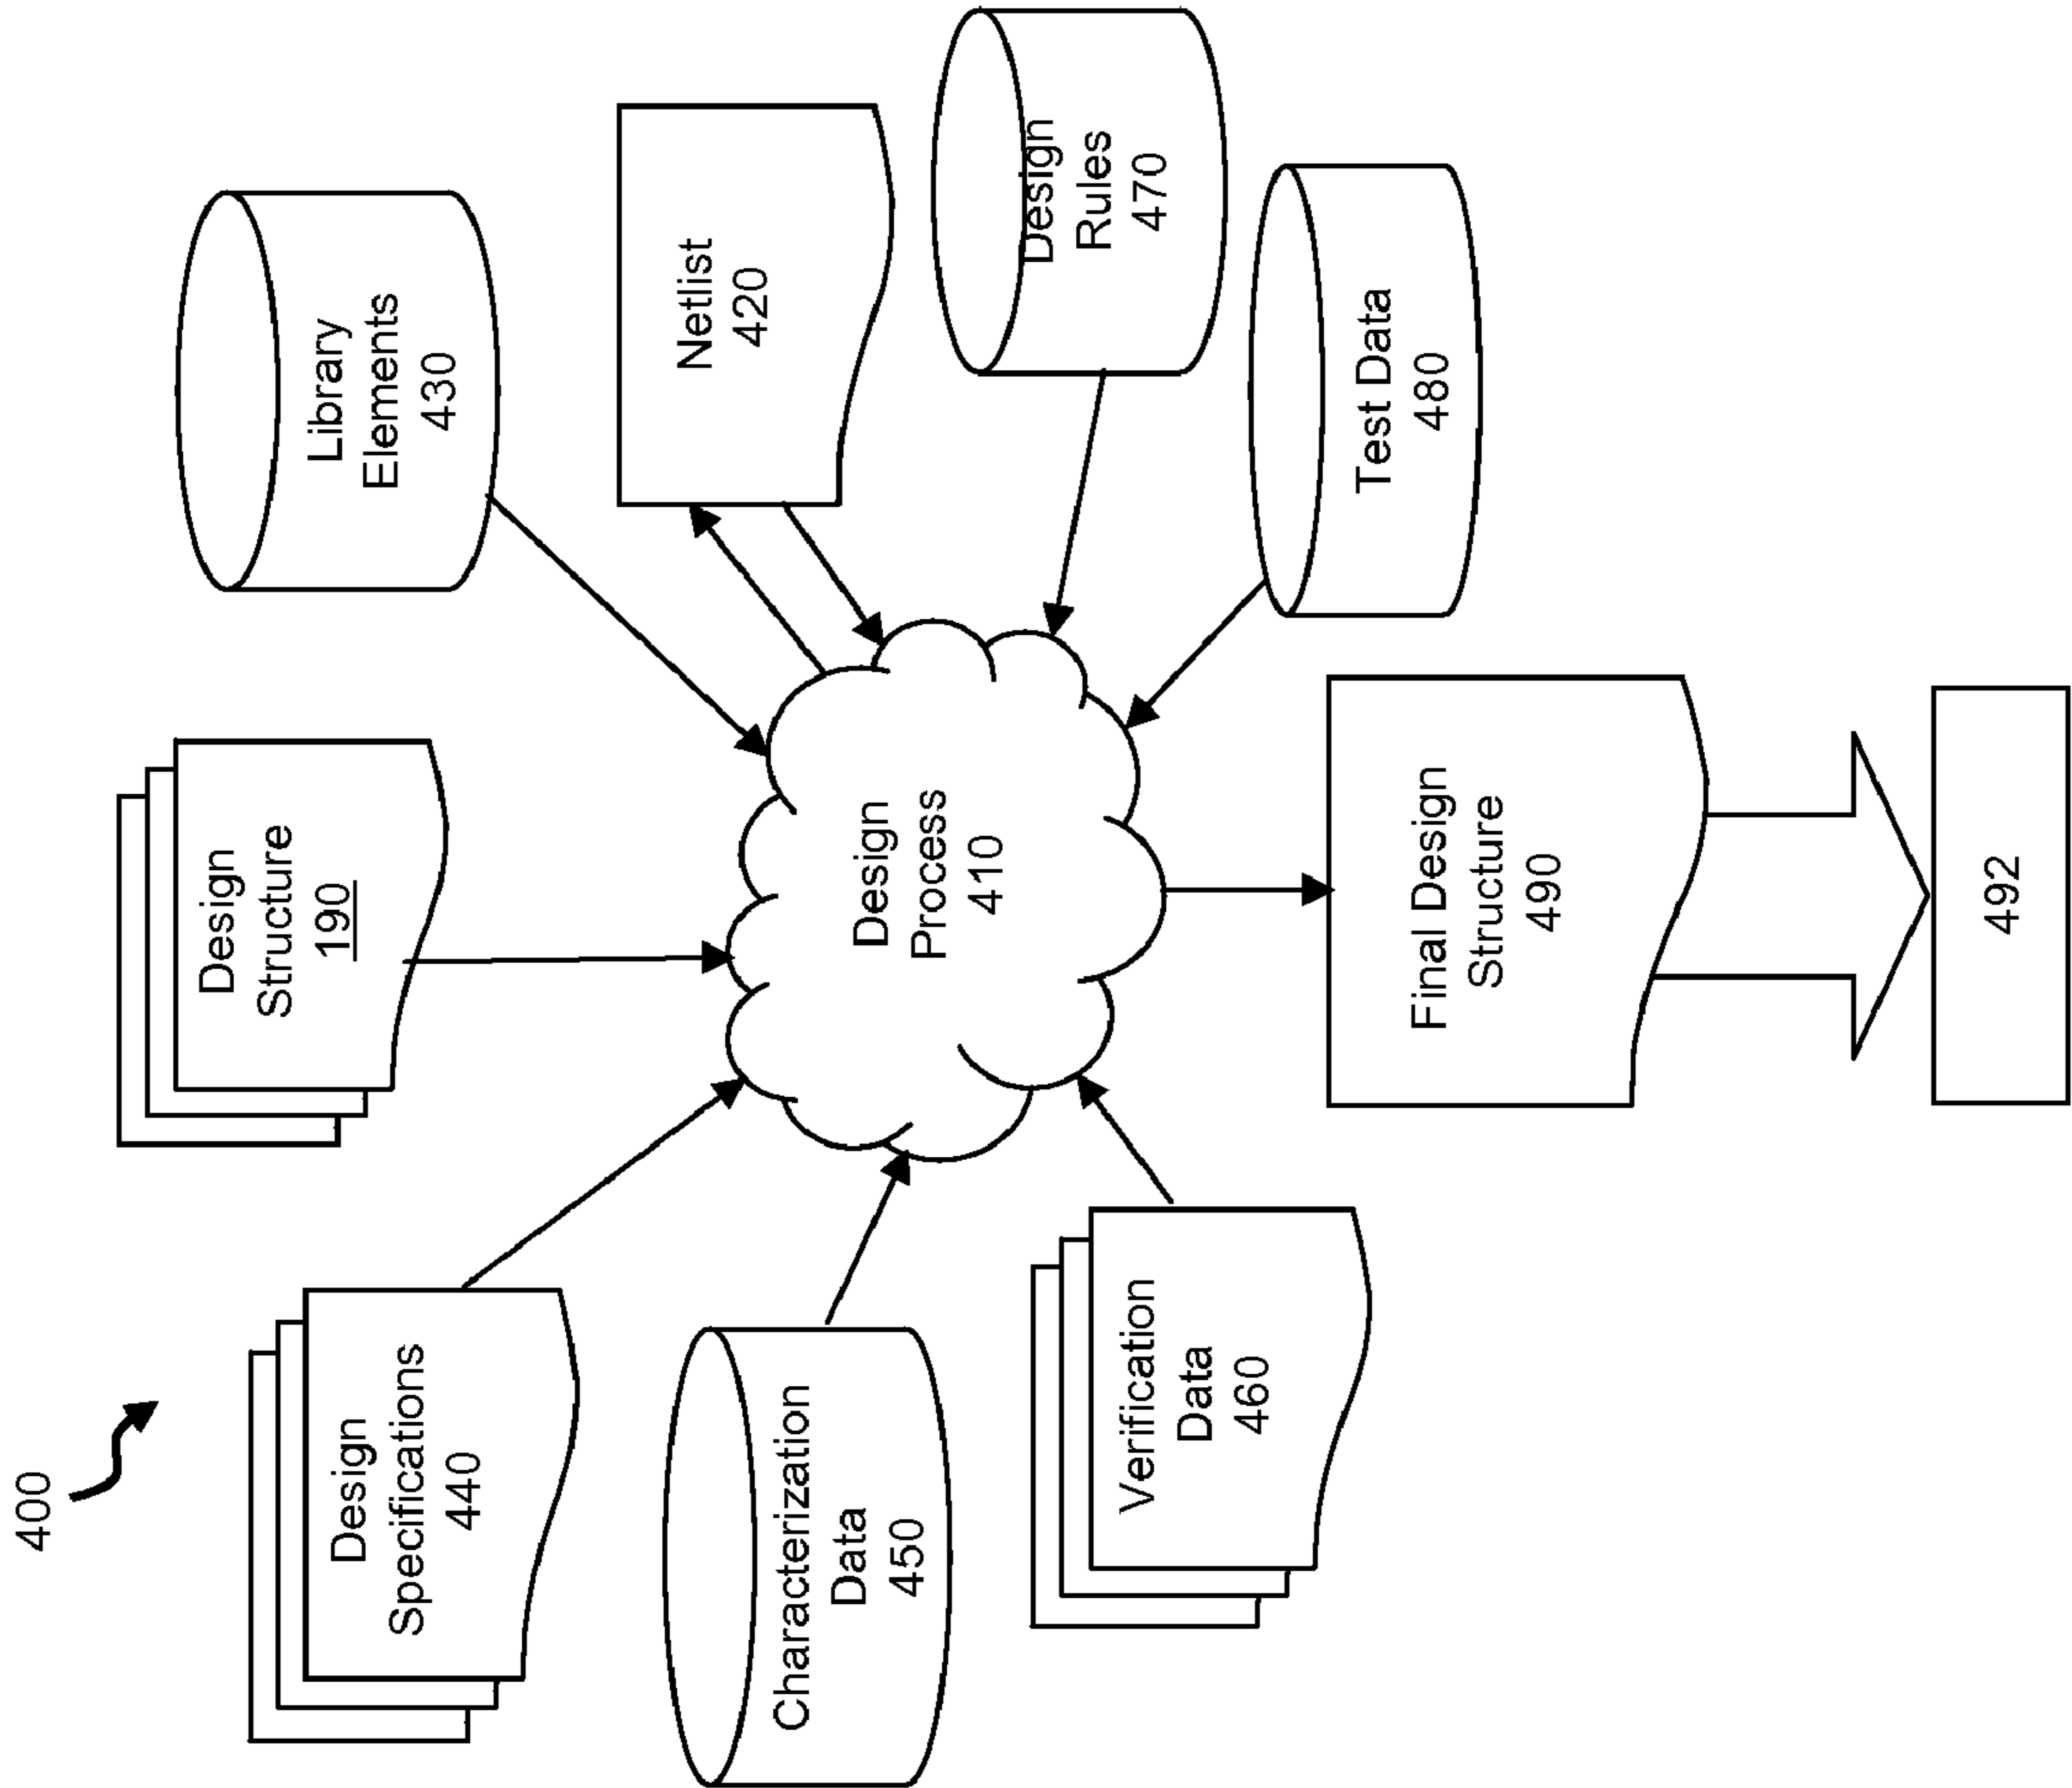 400
Design
Structure
190
Design
Specifications
440
Library
Elements
430
Characterization
Data
450
Design
Process
410
Netlist
420
Verification
Data
460
Design
Rules
470
Test Data
480
Final Design
Structure
490
492